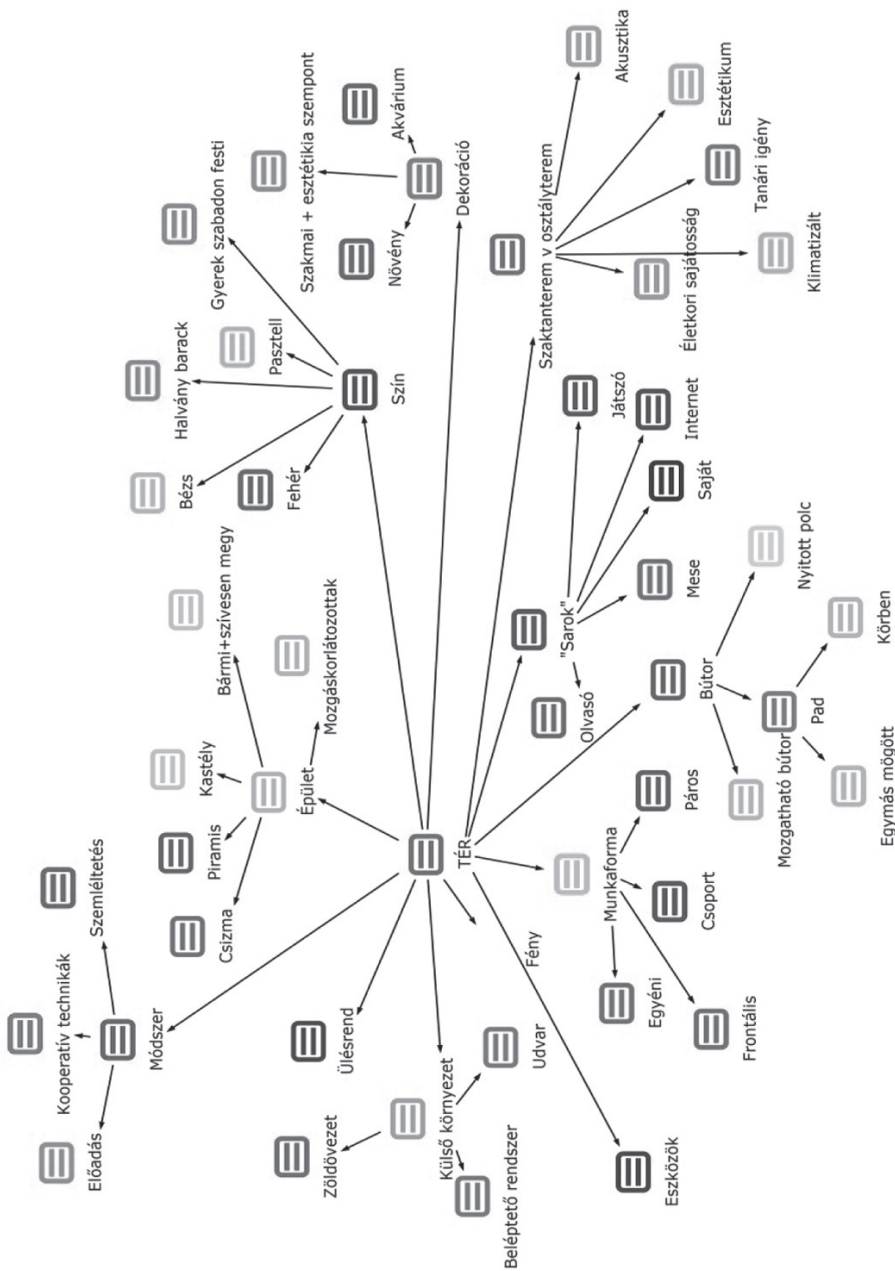 Előadás
Kooperatív technikák
Szemléltetés
Módszer
Csizma
Piramis
Kastély
Bármi+szívesen megy
Mozgáskorlátozottak
Épület
Bézs
Halvány barack
Gyerek szabadon festi
Fehér
Pasztell
Szín
Szakmai + esztétikia szempont
Növény
Akvárium
Dekoráció
Zöldövezet
Ülésrend
Külső környezet
Beléptető rendszer
Udvar
Fény
TÉR
Eszközök
Munkaforma
Egyéni
Frontális
Csoport
Páros
"Sarok"
Olvasó
Mese
Saját
Internet
Játszó
Bútor
Mozgatható bútor
Pad
Nyitott polc
Egymás mögött
Körben
Szaktanterem v osztályterem
Életkori sajátosság
Klimatizált
Tanári igény
Esztétikum
Akusztika